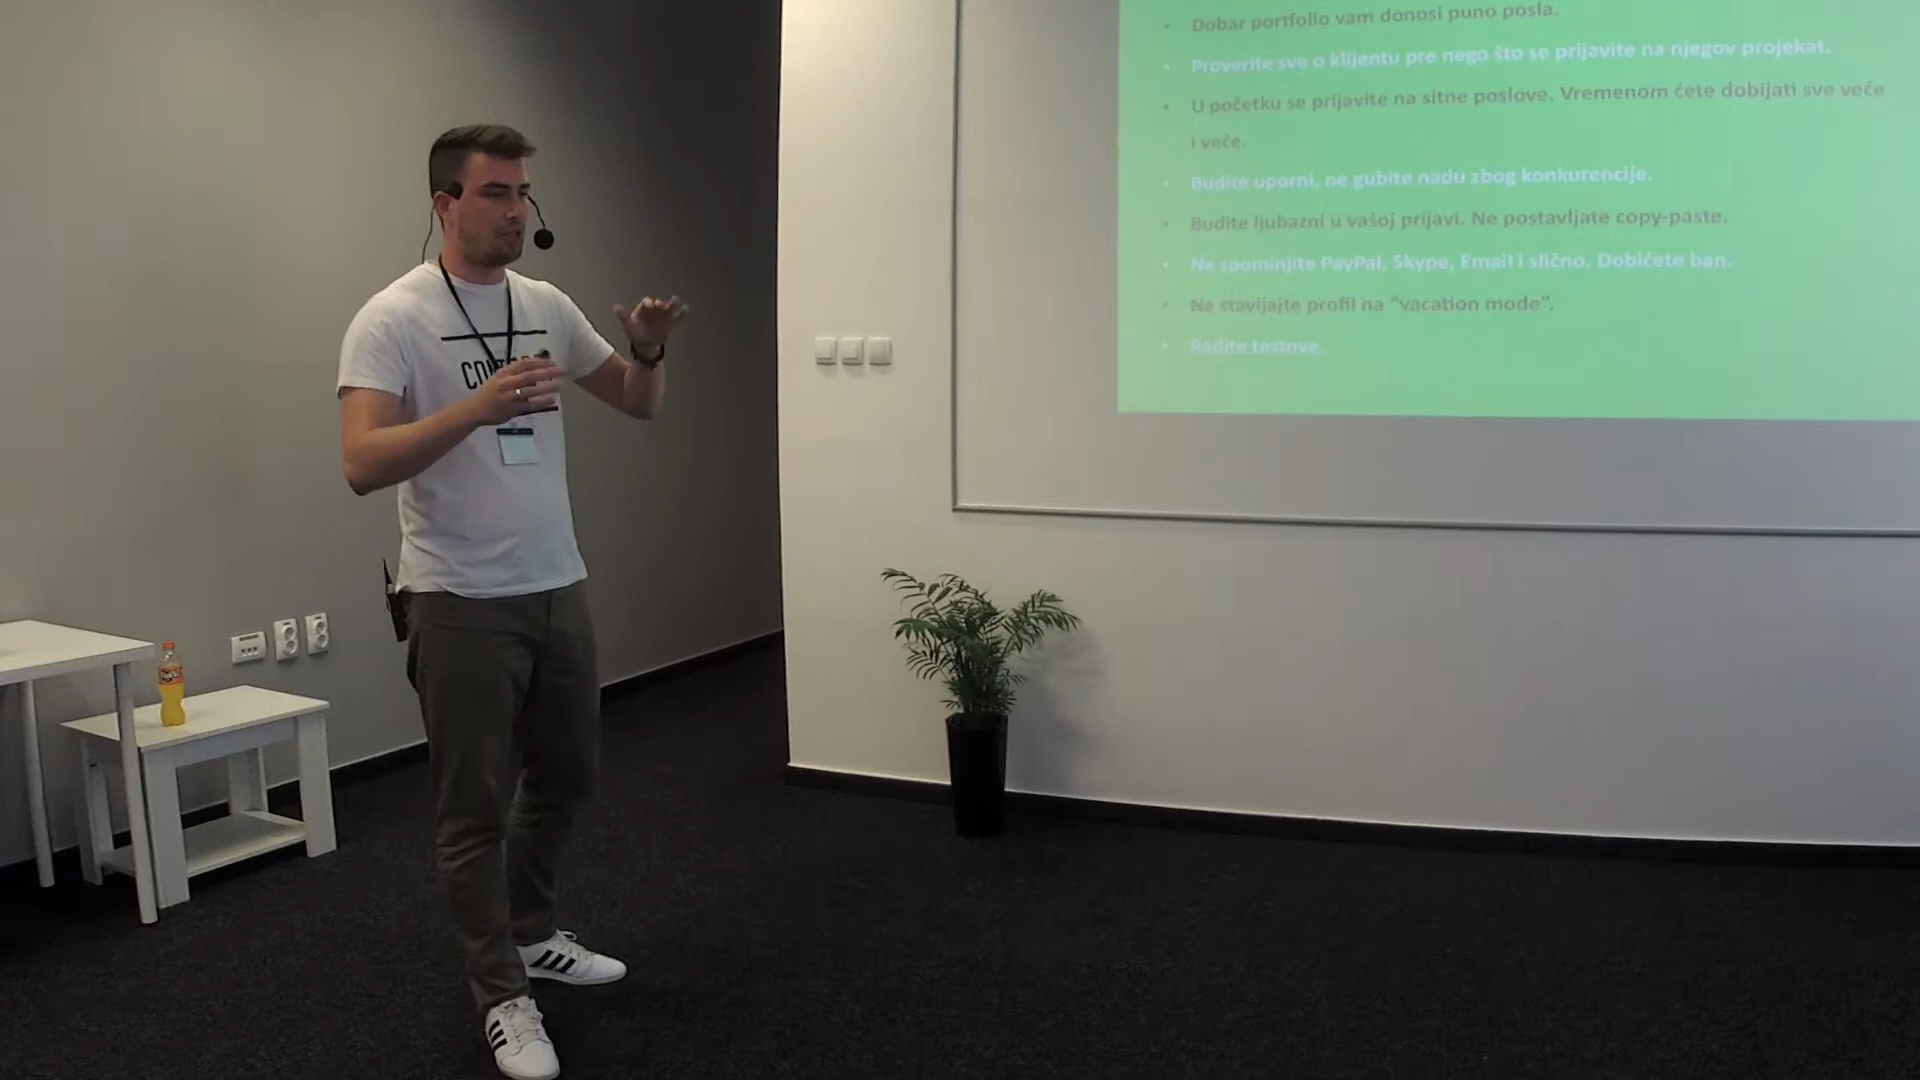 Dobar portfolio vam donosi puno posla.
Proverite sve o klijentu pre nego što se prijavite na njegov projekat.
U početku se prijavite na sitne poslove. Vremenom ćete dobijati sve veće
i veće.
Budite uporni, ne gubite nadu zbog konkurencije.
Budite ljubazni u vašoj prijavi. Ne postavljate copy-paste.
Ne spominjite PayPal, Skype, Email i slično. Dobićete ban.
Ne stavljajte profil na “vacation mode”.
Radite testove.